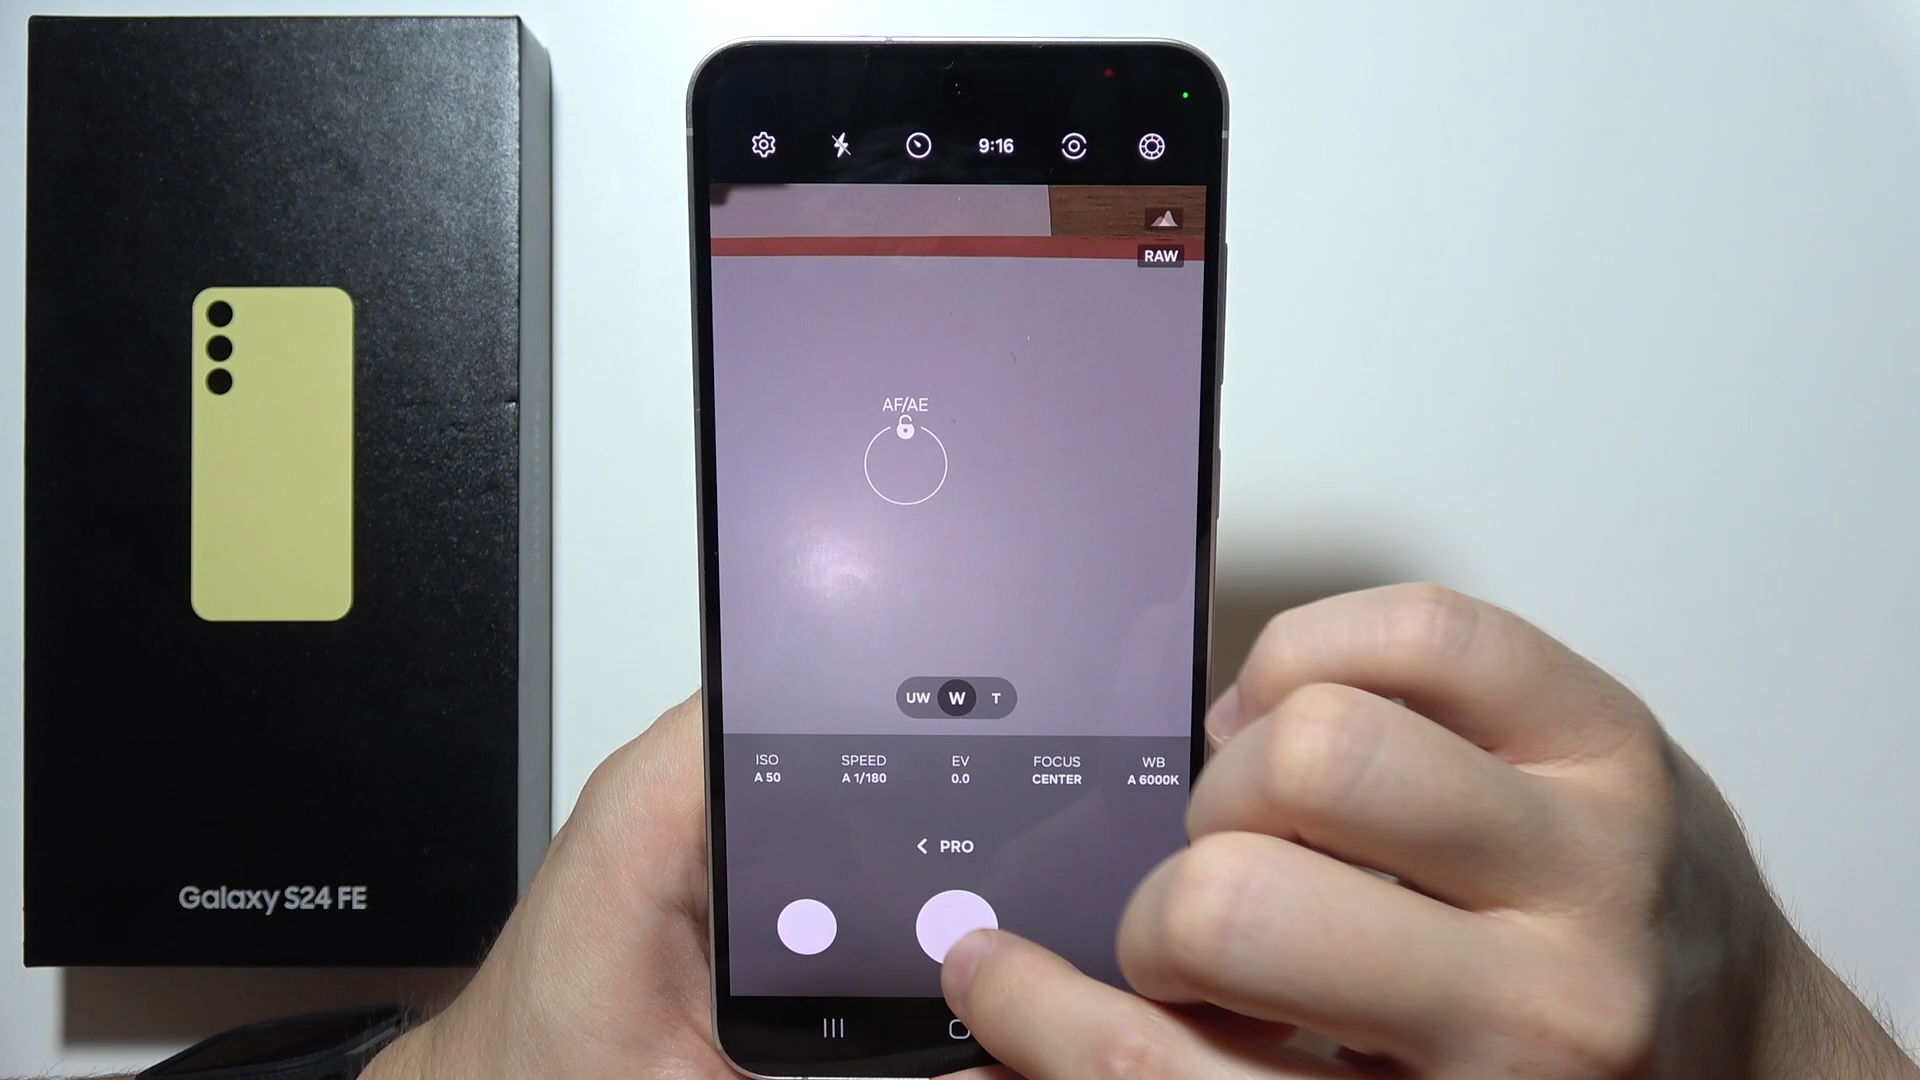 9:16
RAW
AF/AE
UW W T
ISO SPEED EV FOCUS WB
A 50 A 1/180 0.0 CENTER A 6000K
PRO
Galaxy S24 FE